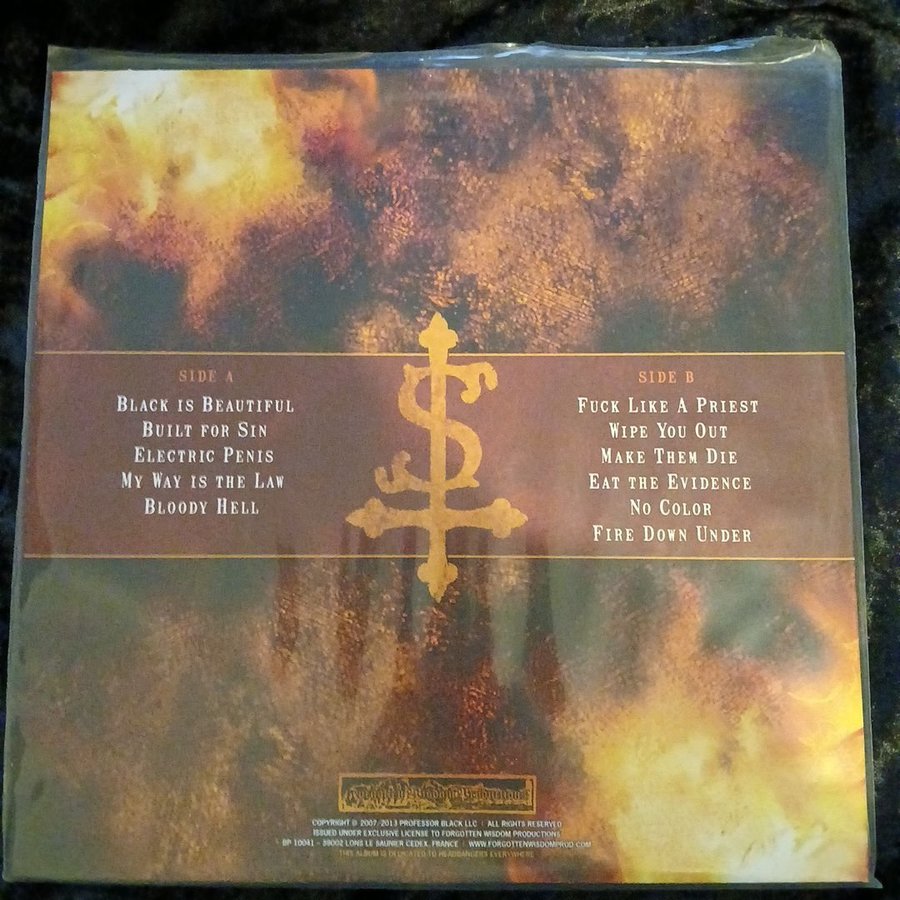 SIDE A
BLACK IS BEAUTIFUL
BUILT FOR SIN
ELECTRIC PENIS
MY WAY IS THE LAW
BLOODY HELL
SIDE B
FUCK LIKE A PRIEST
WIPE YOU OUT
MAKE THEM DIE
EAT THE EVIDENCE
NO COLOR
FIRE DOWN UNDER
Forgotten Wisdom Productions
COPYRIGHT © 2007/2013 PROFESSOR BLACK LLC | ALL RIGHTS RESERVED
ISSUED UNDER EXCLUSIVE LICENSE TO FORGOTTEN WISDOM PRODUCTIONS
BP 10041 - 39002 LONS LE SAUNIER CEDEX, FRANCE | WWW.FORGOTTENWISDOMPROD.COM
THIS ALBUM IS DEDICATED TO HEADBANGERS EVERYWHERE